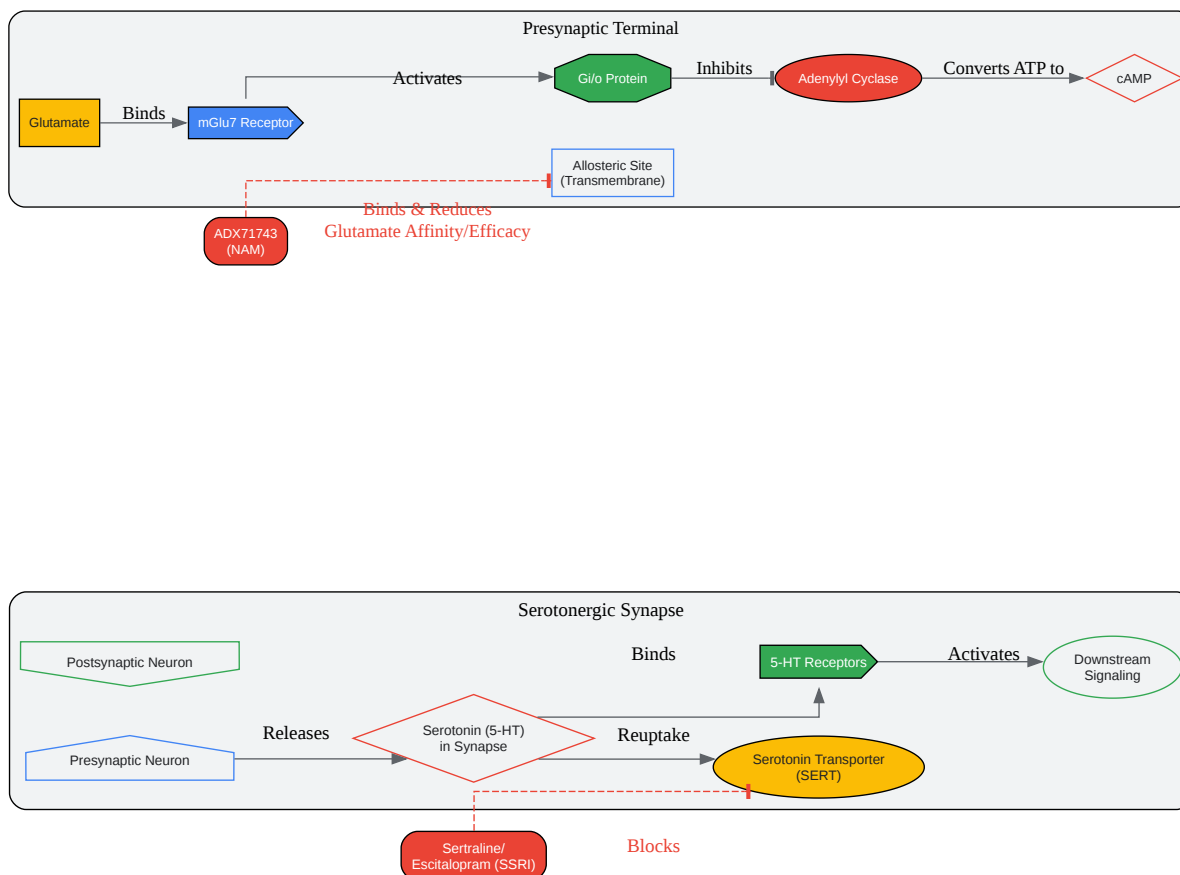 Presynaptic Terminal
Glutamate
Binds
mGlu7 Receptor
Activates
Gi/o Protein
Inhibits
Adenylyl Cyclase
Converts ATP to
cAMP
Allosteric Site
(Transmembrane)
ADX71743
(NAM)
Binds & Reduces
Glutamate Affinity/Efficacy
Serotonergic Synapse
Postsynaptic Neuron
Binds
5-HT Receptors
Activates
Downstream
Signaling
Presynaptic Neuron
Releases
Serotonin (5-HT)
in Synapse
Reuptake
Serotonin Transporter
(SERT)
Sertraline/
Escitalopram (SSRI)
Blocks